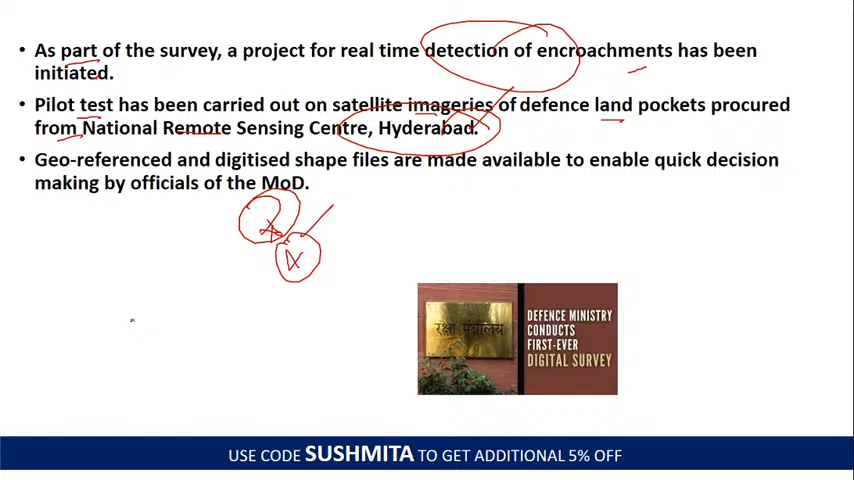 • As part of the survey, a project for real time detection of encroachments has been
initiated.
• Pilot test has been carried out on satellite imageries of defence land pockets procured
from National Remote Sensing Centre, Hyderabad.
• Geo-referenced and digitised shape files are made available to enable quick decision
making by officials of the MoD.
रक्षा मंत्रालय
DEFENCE MINISTRY
CONDUCTS
FIRST-EVER
DIGITAL SURVEY
USE CODE SUSHMITA TO GET ADDITIONAL 5% OFF